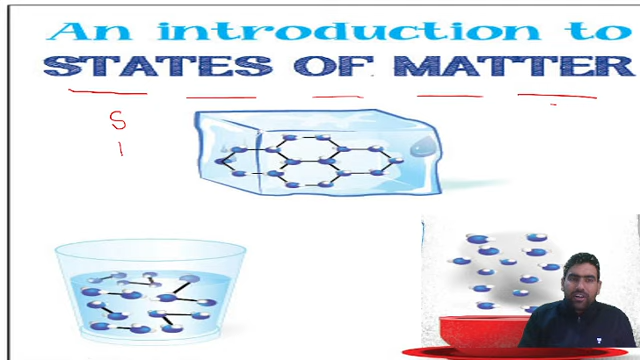 An introduction to
STATES OF MATTER
S